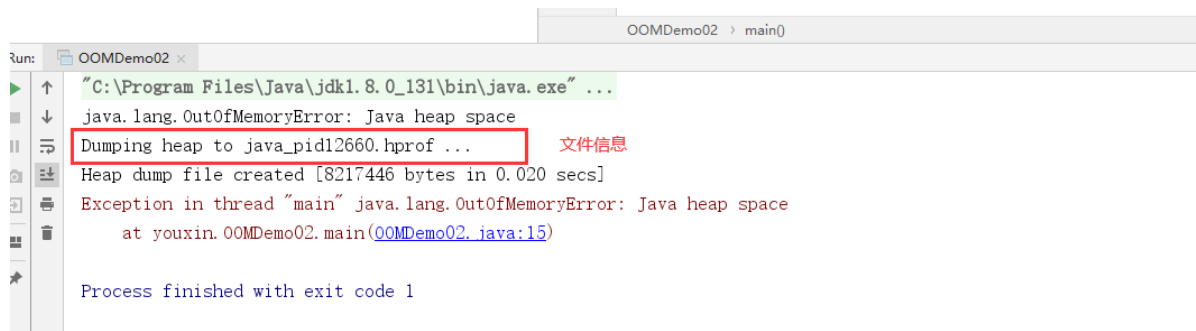 OOMDemo02 > main()
Run: OOMDemo02 ×
"C:\Program Files\Java\jdk1.8.0_131\bin\java.exe" ...
java.lang.OutOfMemoryError: Java heap space
Dumping heap to java_pid12660.hprof ... 文件信息
Heap dump file created [8217446 bytes in 0.020 secs]
Exception in thread "main" java.lang.OutOfMemoryError: Java heap space
at youxin.OOMDemo02.main(OOMDemo02.java:15)
Process finished with exit code 1